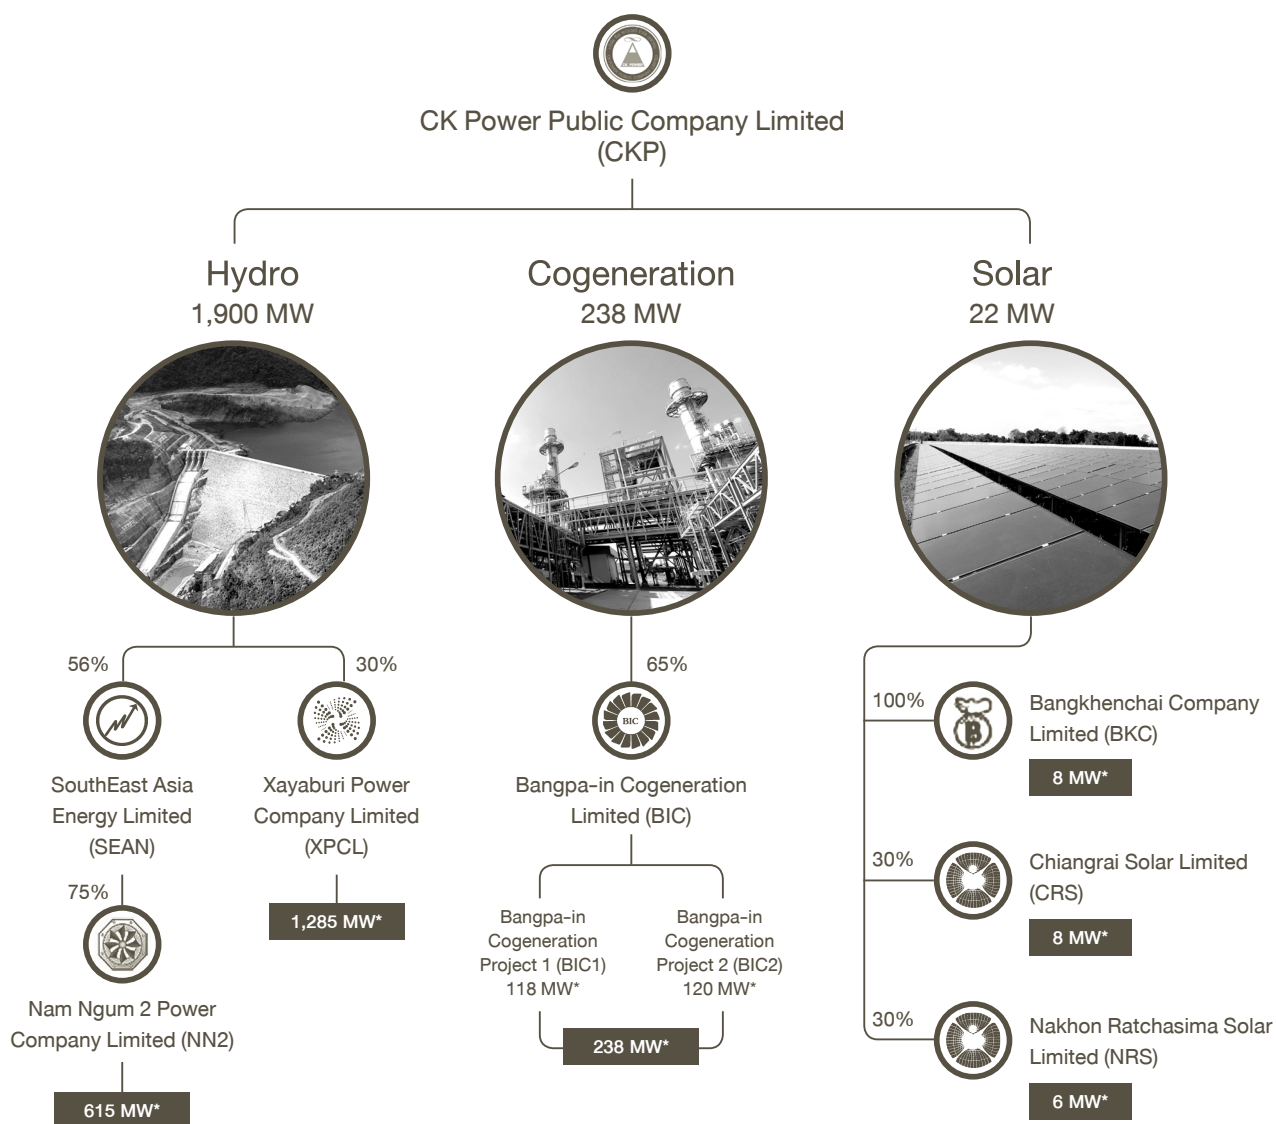 CK Power Public Company Limited
(CKP)
Hydro
1,900 MW
Cogeneration
238 MW
Solar
22 MW
56%
30%
SouthEast Asia
Energy Limited
(SEAN)
75%
Nam Ngum 2 Power
Company Limited (NN2)
615 MW*
Xayaburi Power
Company Limited
(XPCL)
1,285 MW*
65%
BIC
Bangpa-in Cogeneration
Limited (BIC)
Bangpa-in
Cogeneration
Project 1 (BIC1)
118 MW*
Bangpa-in
Cogeneration
Project 2 (BIC2)
120 MW*
238 MW*
100%
B
Bangkhenchai Company
Limited (BKC)
8 MW*
30%
Chiangrai Solar Limited
(CRS)
8 MW*
30%
Nakhon Ratchasima Solar
Limited (NRS)
6 MW*